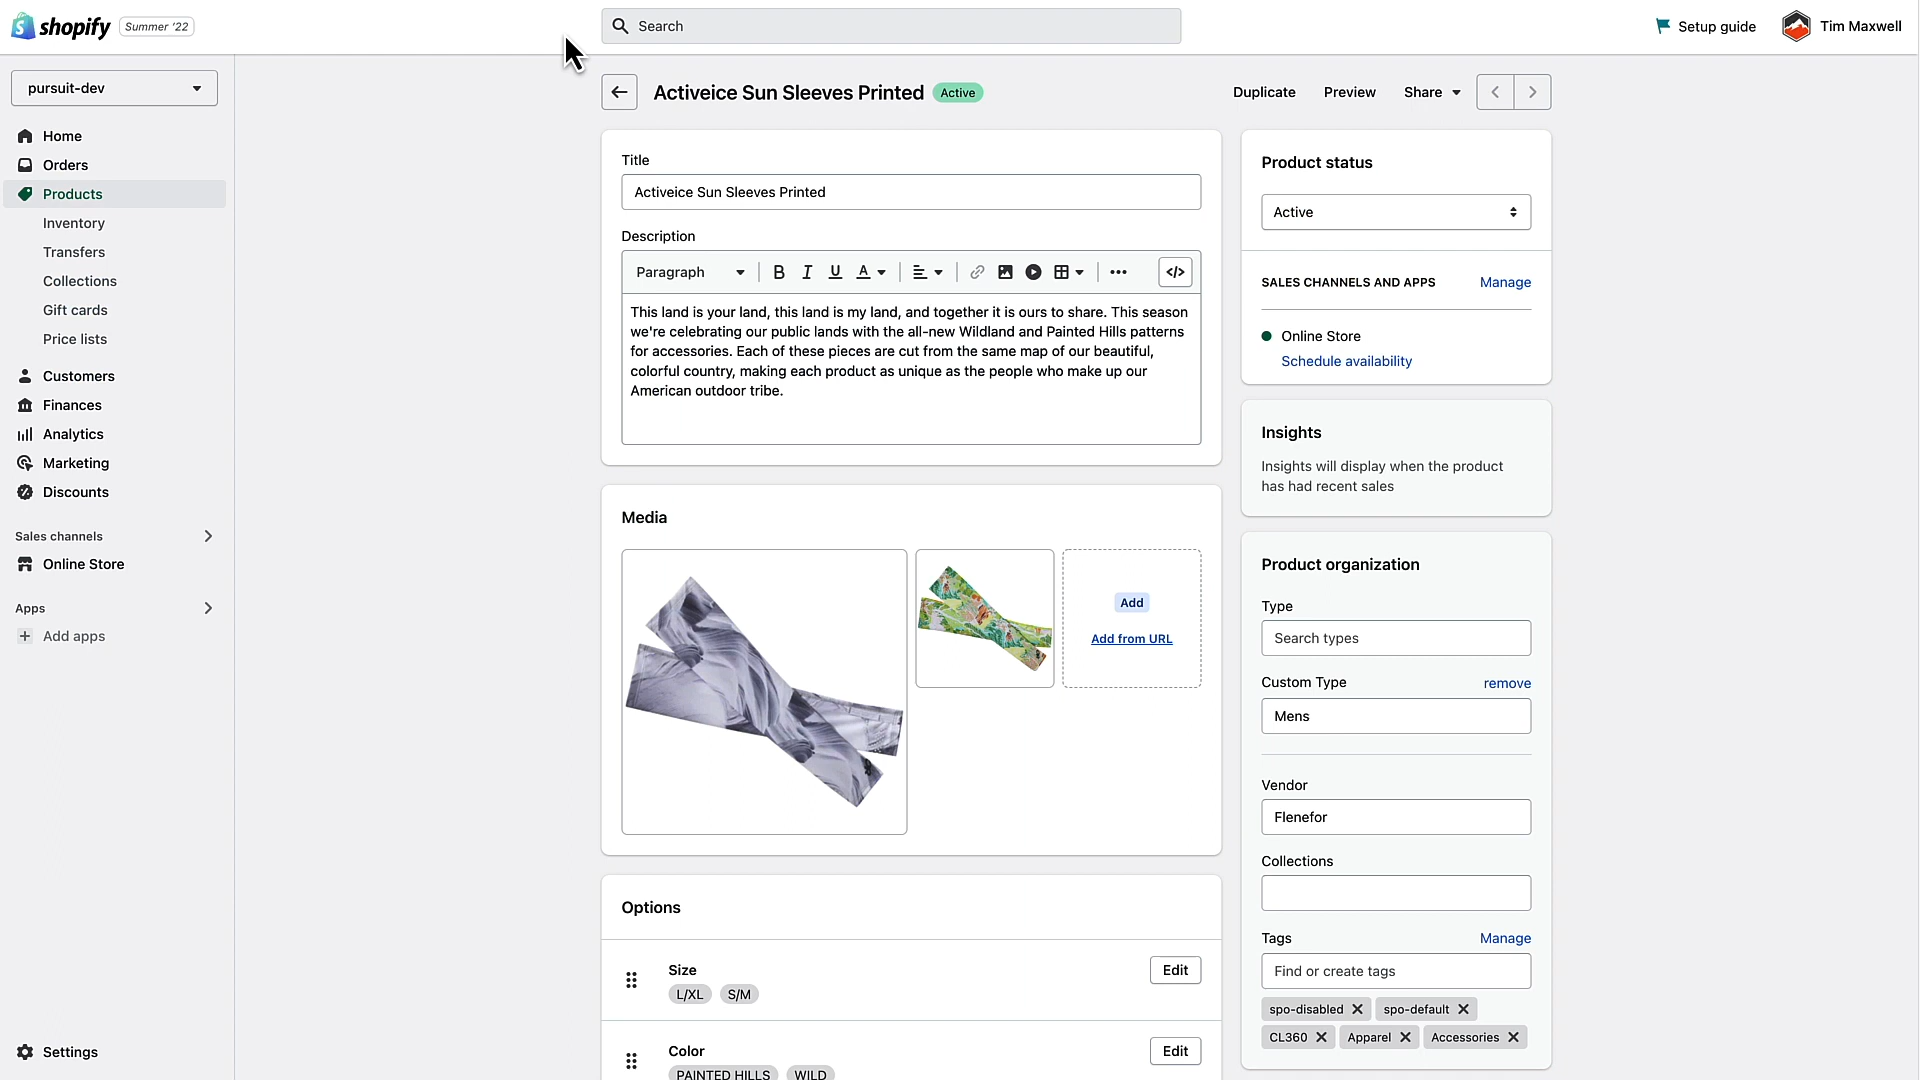 shopify
Summer '22
Search
Setup guide
Tim Maxwell
pursuit-dev
Home
Orders
Products
Inventory
Transfers
Collections
Gift cards
Price lists
Customers
Finances
Analytics
Marketing
Discounts
Sales channels
Online Store
Apps
Add apps
Settings
Activeice Sun Sleeves Printed
Active
Duplicate
Preview
Share
Title
Activeice Sun Sleeves Printed
Description
Paragraph
B I U A
This land is your land, this land is my land, and together it is ours to share. This season
we're celebrating our public lands with the all-new Wildland and Painted Hills patterns
for accessories. Each of these pieces are cut from the same map of our beautiful,
colorful country, making each product as unique as the people who make up our
American outdoor tribe.
Media
Add
Add from URL
Options
Size
L/XL S/M
Edit
Color
PAINTED HILLS WILD
Edit
Product status
Active
SALES CHANNELS AND APPS
Manage
Online Store
Schedule availability
Insights
Insights will display when the product
has had recent sales
Product organization
Type
Search types
Custom Type
remove
Mens
Vendor
Flenefor
Collections
Tags
Manage
Find or create tags
spo-disabled spo-default
CL360 Apparel Accessories